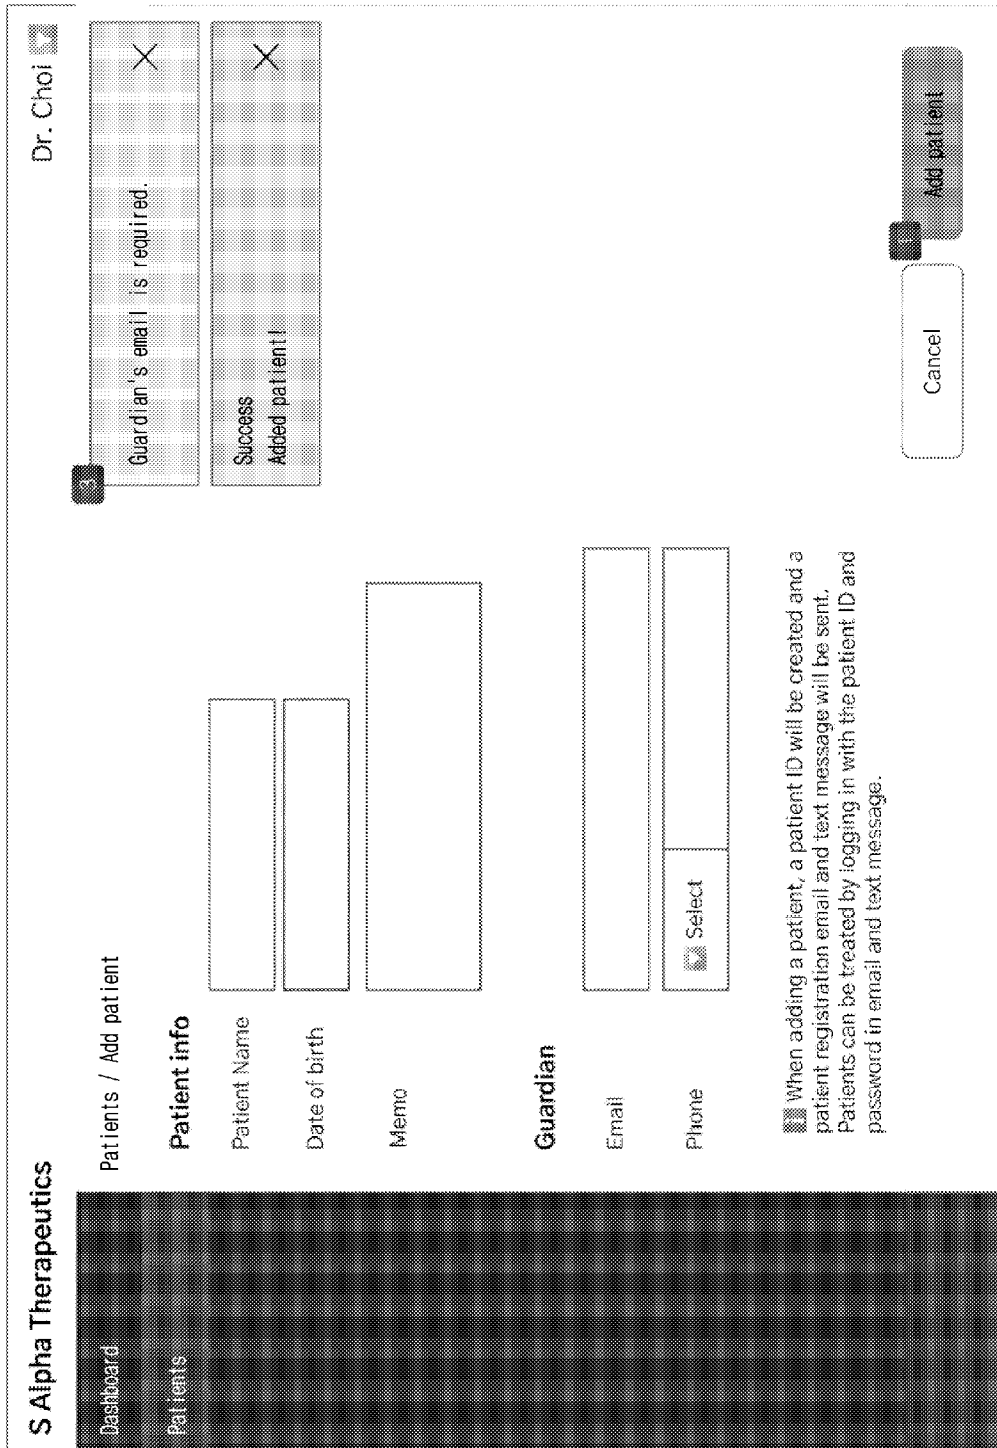 S Alpha Therapeutics
Dr. Choi
Dashboard
Patients
Patients / Add patient
Guardian's email is required.
Success
Added patient!
Patient info
Patient Name
Date of birth
Memo
Guardian
Email
Phone
Select
When adding a patient, a patient ID will be created and a
patient registration email and text message will be sent.
Patients can be treated by logging in with the patient ID and
password in email and text message.
Cancel
Add patient